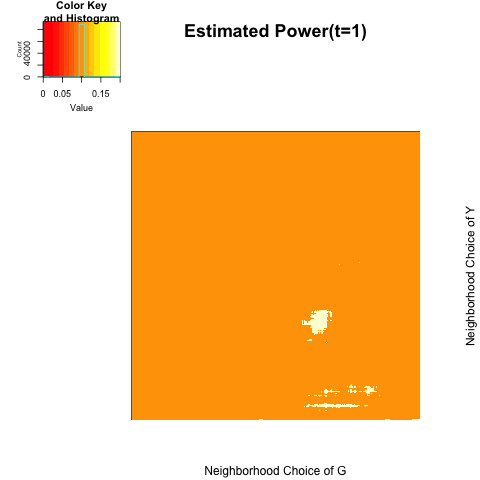 Color Key
and Histogram
Estimated Power(t=1)
Count
0 40000
0 0.05 0.15
Value
Neighborhood Choice of Y
Neighborhood Choice of G